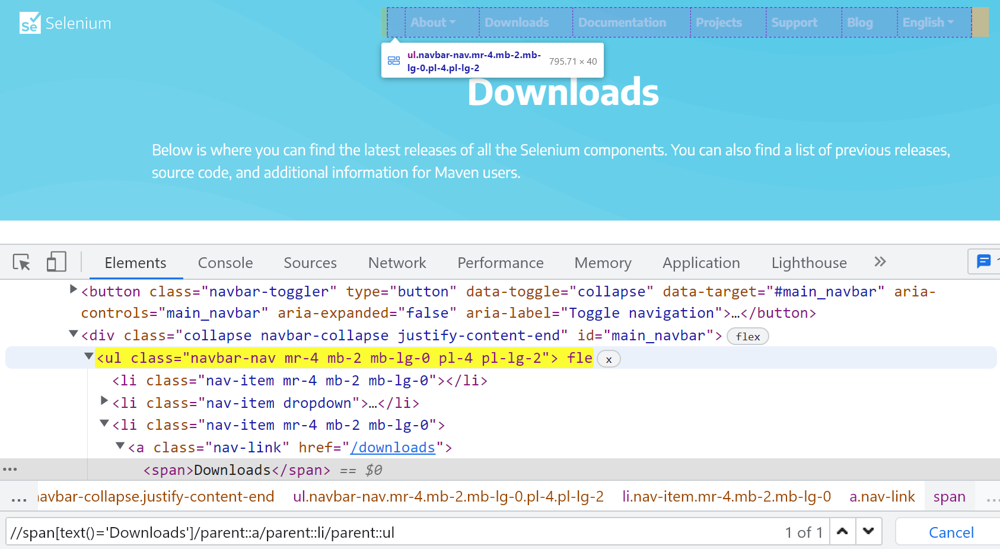 Se Selenium
About Downloads Documentation Projects Support Blog English
ul.navbar-nav.mr-4.mb-2.mb-
lg-0.pl-4.pl-lg-2
795.71 × 40
Downloads
Below is where you can find the latest releases of all the Selenium components. You can also find a list of previous releases,
source code, and additional information for Maven users.
Elements Console Sources Network Performance Memory Application Lighthouse »
<button class="navbar-toggler" type="button" data-toggle="collapse" data-target="#main_navbar" aria-
controls="main_navbar" aria-expanded="false" aria-label="Toggle navigation">…</button>
<div class="collapse navbar-collapse justify-content-end" id="main_navbar"> flex
<ul class="navbar-nav mr-4 mb-2 mb-lg-0 pl-4 pl-lg-2"> fle x
<li class="nav-item mr-4 mb-2 mb-lg-0"></li>
<li class="nav-item dropdown">…</li>
<li class="nav-item mr-4 mb-2 mb-lg-0">
<a class="nav-link" href="/downloads">
… <span>Downloads</span> == $0
… avbar-collapse.justify-content-end ul.navbar-nav.mr-4.mb-2.mb-lg-0.pl-4.pl-lg-2 li.nav-item.mr-4.mb-2.mb-lg-0 a.nav-link span …
//span[text()='Downloads']/parent::a/parent::li/parent::ul 1 of 1 Cancel